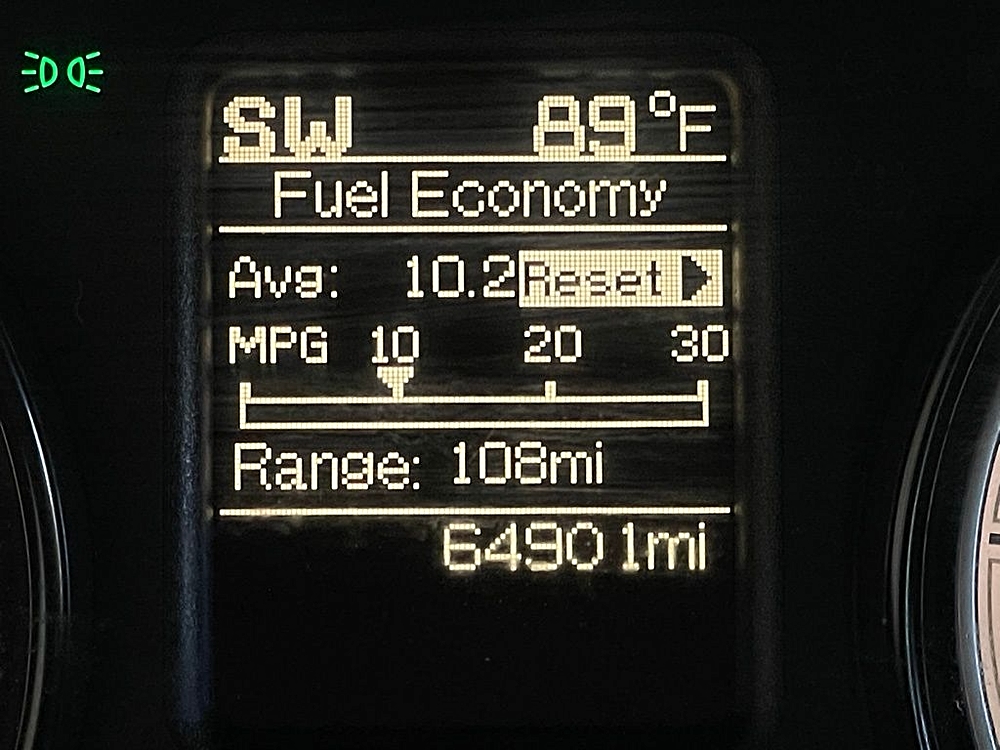 SW 89°F
Fuel Economy
Avg: 10.2 Reset
MPG 10 20 30
Range: 108mi
64901mi